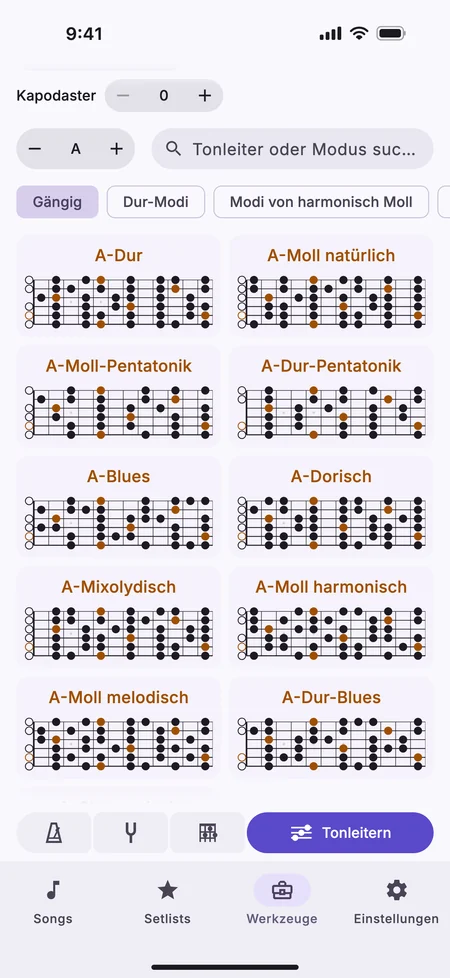 9:41
Kapodaster
0
A
Tonleiter oder Modus suc...
Gängig
Dur-Modi
Modi von harmonisch Moll
A-Dur
A-Moll natürlich
A-Moll-Pentatonik
A-Dur-Pentatonik
A-Blues
A-Dorisch
A-Mixolydisch
A-Moll harmonisch
A-Moll melodisch
A-Dur-Blues
Tonleitern
Songs
Setlists
Werkzeuge
Einstellungen